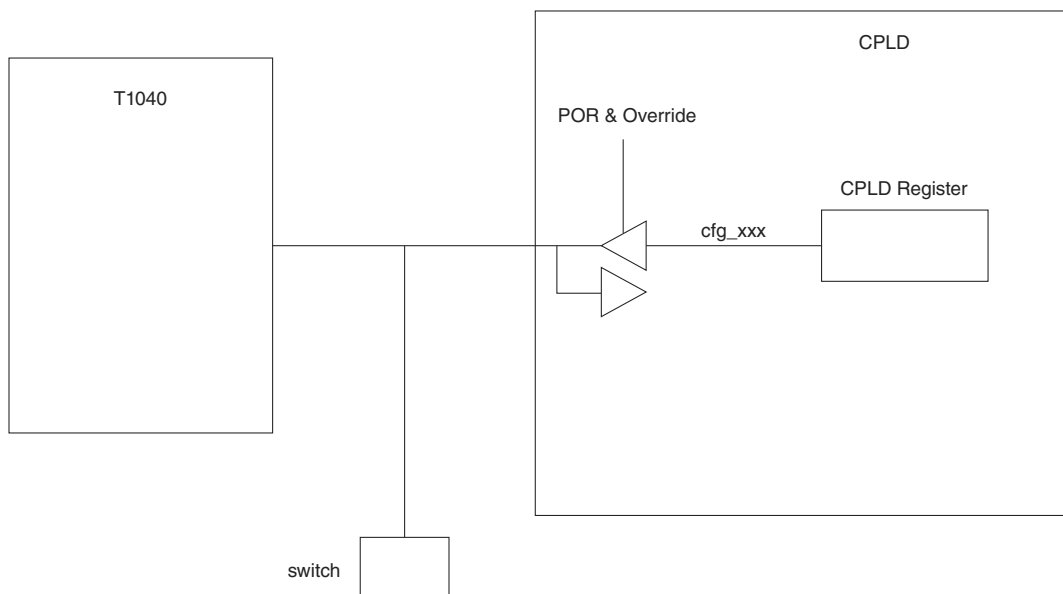 CPLD
T1040
POR & Override
CPLD Register
cfg_xxx
switch